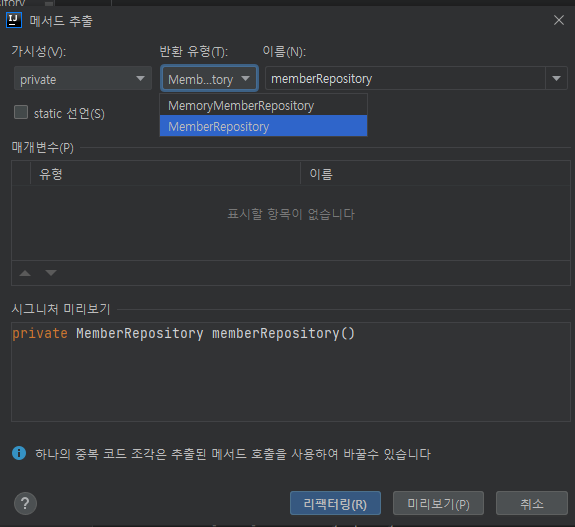 itory
메서드 추출
가시성(V): 반환 유형(T): 이름(N):
private Memb...tory memberRepository
MemoryMemberRepository
static 선언(S)
MemberRepository
매개변수(P)
유형 이름
표시할 항목이 없습니다
시그니처 미리보기
private MemberRepository memberRepository()
하나의 중복 코드 조각은 추출된 메서드 호출을 사용하여 바꿀수 있습니다
? 리팩터링(R) 미리보기(P) 취소